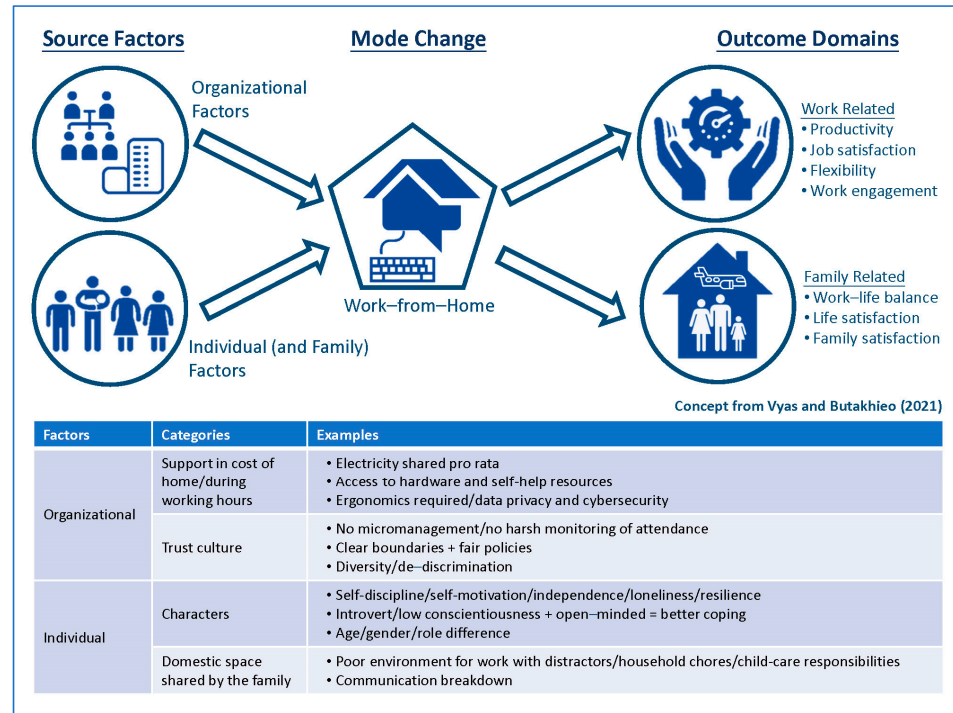 Source Factors
Mode Change
Outcome Domains
Organizational
Factors
Work Related
• Productivity
• Job satisfaction
• Flexibility
• Work engagement
Work–from–Home
Individual (and Family)
Factors
Family Related
• Work–life balance
• Life satisfaction
• Family satisfaction
Concept from Vyas and Butakhieo (2021)
Factors Categories Examples
Organizational
Support in cost of
home/during
working hours
• Electricity shared pro rata
• Access to hardware and self-help resources
• Ergonomics required/data privacy and cybersecurity
Trust culture
• No micromanagement/no harsh monitoring of attendance
• Clear boundaries + fair policies
• Diversity/de–discrimination
Individual
Characters
• Self-discipline/self-motivation/independence/loneliness/resilience
• Introvert/low conscientiousness + open–minded = better coping
• Age/gender/role difference
Domestic space
shared by the family
• Poor environment for work with distractors/household chores/child-care responsibilities
• Communication breakdown